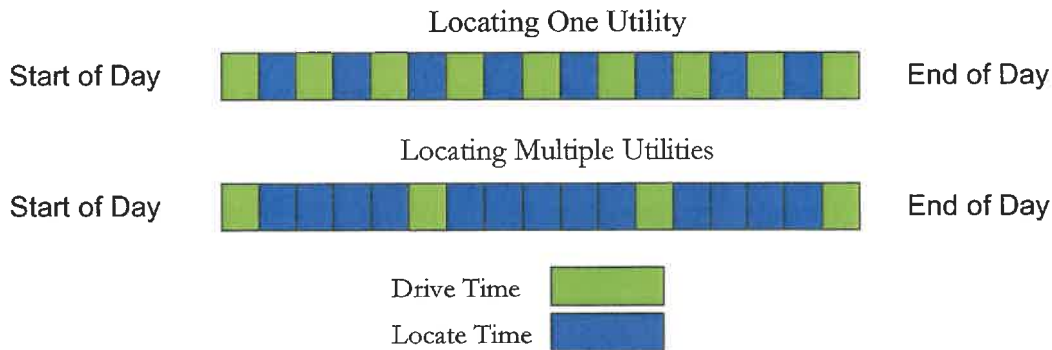 Locating One Utility
Start of Day
End of Day
Locating Multiple Utilities
Start of Day
End of Day
Drive Time
Locate Time